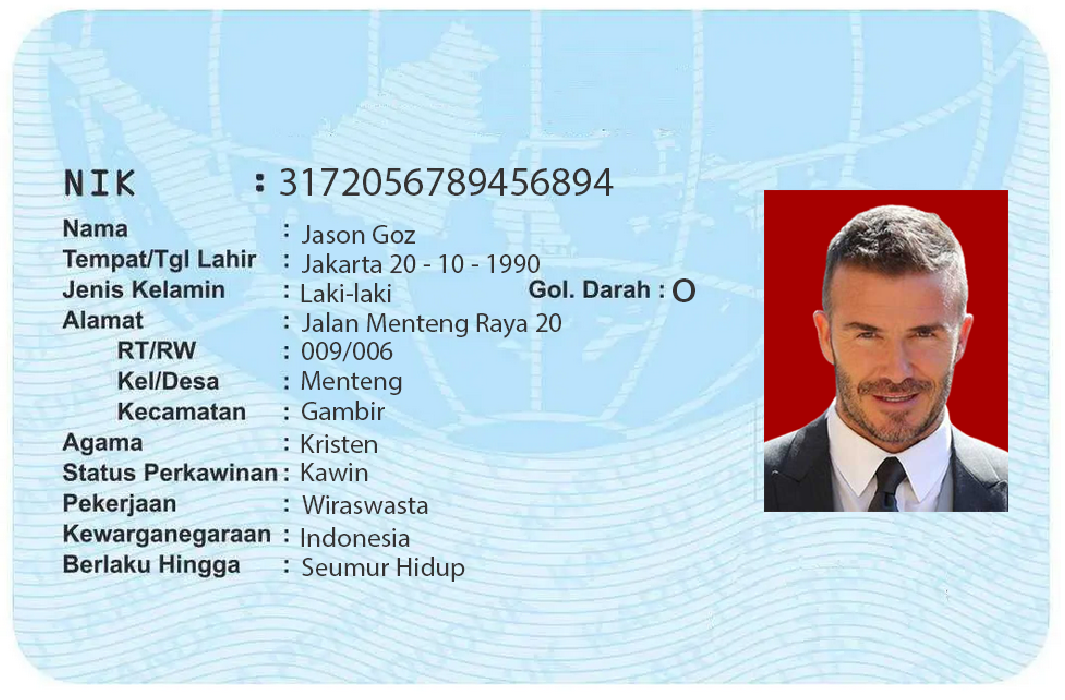 NIK : 3172056789456894
Nama : Jason Goz
Tempat/Tgl Lahir : Jakarta 20 - 10 - 1990
Jenis Kelamin : Laki-laki Gol. Darah : O
Alamat : Jalan Menteng Raya 20
RT/RW : 009/006
Kel/Desa : Menteng
Kecamatan : Gambir
Agama : Kristen
Status Perkawinan : Kawin
Pekerjaan : Wiraswasta
Kewarganegaraan : Indonesia
Berlaku Hingga : Seumur Hidup